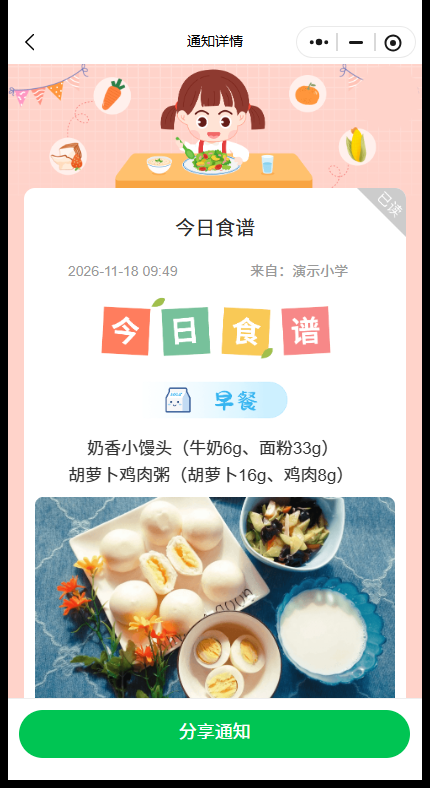 通知详情
已读
今日食谱
2026-11-18 09:49
来自：演示小学
今日食谱
早餐
奶香小馒头（牛奶6g、面粉33g）
胡萝卜鸡肉粥（胡萝卜16g、鸡肉8g）
分享通知